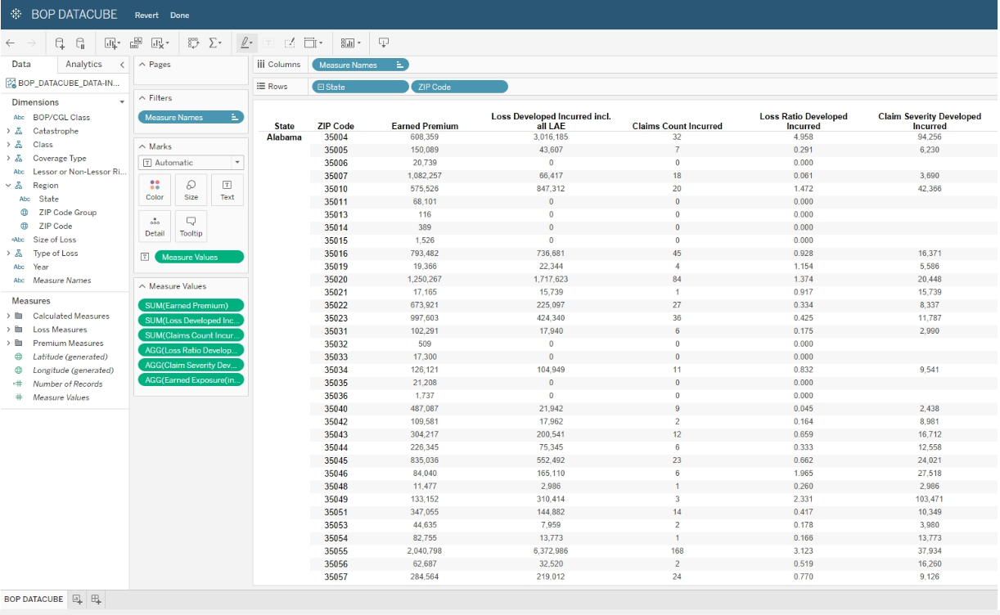 BOP DATACUBE Revert Done
Data Analytics
BOP_DATACUBE_DATA-IN...
Dimensions
Abc BOP/CGL Class
Catastrophe
Class
Coverage Type
Abc Lessor or Non-Lessor Ri...
Region
Abc State
ZIP Code Group
ZIP Code
=Abc Size of Loss
Type of Loss
Abc Year
Abc Measure Names
Measures
Calculated Measures
Loss Measures
Premium Measures
Latitude (generated)
Longitude (generated)
=# Number of Records
# Measure Values
Pages
Filters
Measure Names
Marks
Automatic
Color Size Text
Detail Tooltip
Measure Values
Measure Values
SUM(Earned Premium)
SUM(Loss Developed Inc...
SUM(Claims Count Incur...
AGG(Loss Ratio Develop...
AGG(Claim Severity Dev...
AGG(Earned Exposure(in...
Columns Measure Names
Rows State ZIP Code
State ZIP Code Earned Premium Loss Developed Incurred incl. all LAE Claims Count Incurred Loss Ratio Developed Incurred Claim Severity Developed Incurred
Alabama 35004 608,359 3,016,185 32 4.958 94,256
35005 150,089 43,607 7 0.291 6,230
35006 20,739 0 0 0.000
35007 1,082,257 66,417 18 0.061 3,690
35010 575,526 847,312 20 1.472 42,366
35011 68,101 0 0 0.000
35013 116 0 0 0.000
35014 389 0 0 0.000
35015 1,526 0 0 0.000
35016 793,482 736,681 45 0.928 16,371
35019 19,366 22,344 4 1.154 5,586
35020 1,250,267 1,717,623 84 1.374 20,448
35021 17,165 15,739 1 0.917 15,739
35022 673,921 225,097 27 0.334 8,337
35023 997,603 424,340 36 0.425 11,787
35031 102,291 17,940 6 0.175 2,990
35032 509 0 0 0.000
35033 17,300 0 0 0.000
35034 126,121 104,949 11 0.832 9,541
35035 21,208 0 0 0.000
35036 1,737 0 0 0.000
35040 487,087 21,942 9 0.045 2,438
35042 109,581 17,962 2 0.164 8,981
35043 304,217 200,541 12 0.659 16,712
35044 226,345 75,345 6 0.333 12,558
35045 835,036 552,492 23 0.662 24,021
35046 84,040 165,110 6 1.965 27,518
35048 11,477 2,986 1 0.260 2,986
35049 133,152 310,414 3 2.331 103,471
35051 347,055 144,882 14 0.417 10,349
35053 44,635 7,959 2 0.178 3,980
35054 82,755 13,773 1 0.166 13,773
35055 2,040,798 6,372,986 168 3.123 37,934
35056 62,687 32,520 2 0.519 16,260
35057 284,564 219,012 24 0.770 9,126
BOP DATACUBE